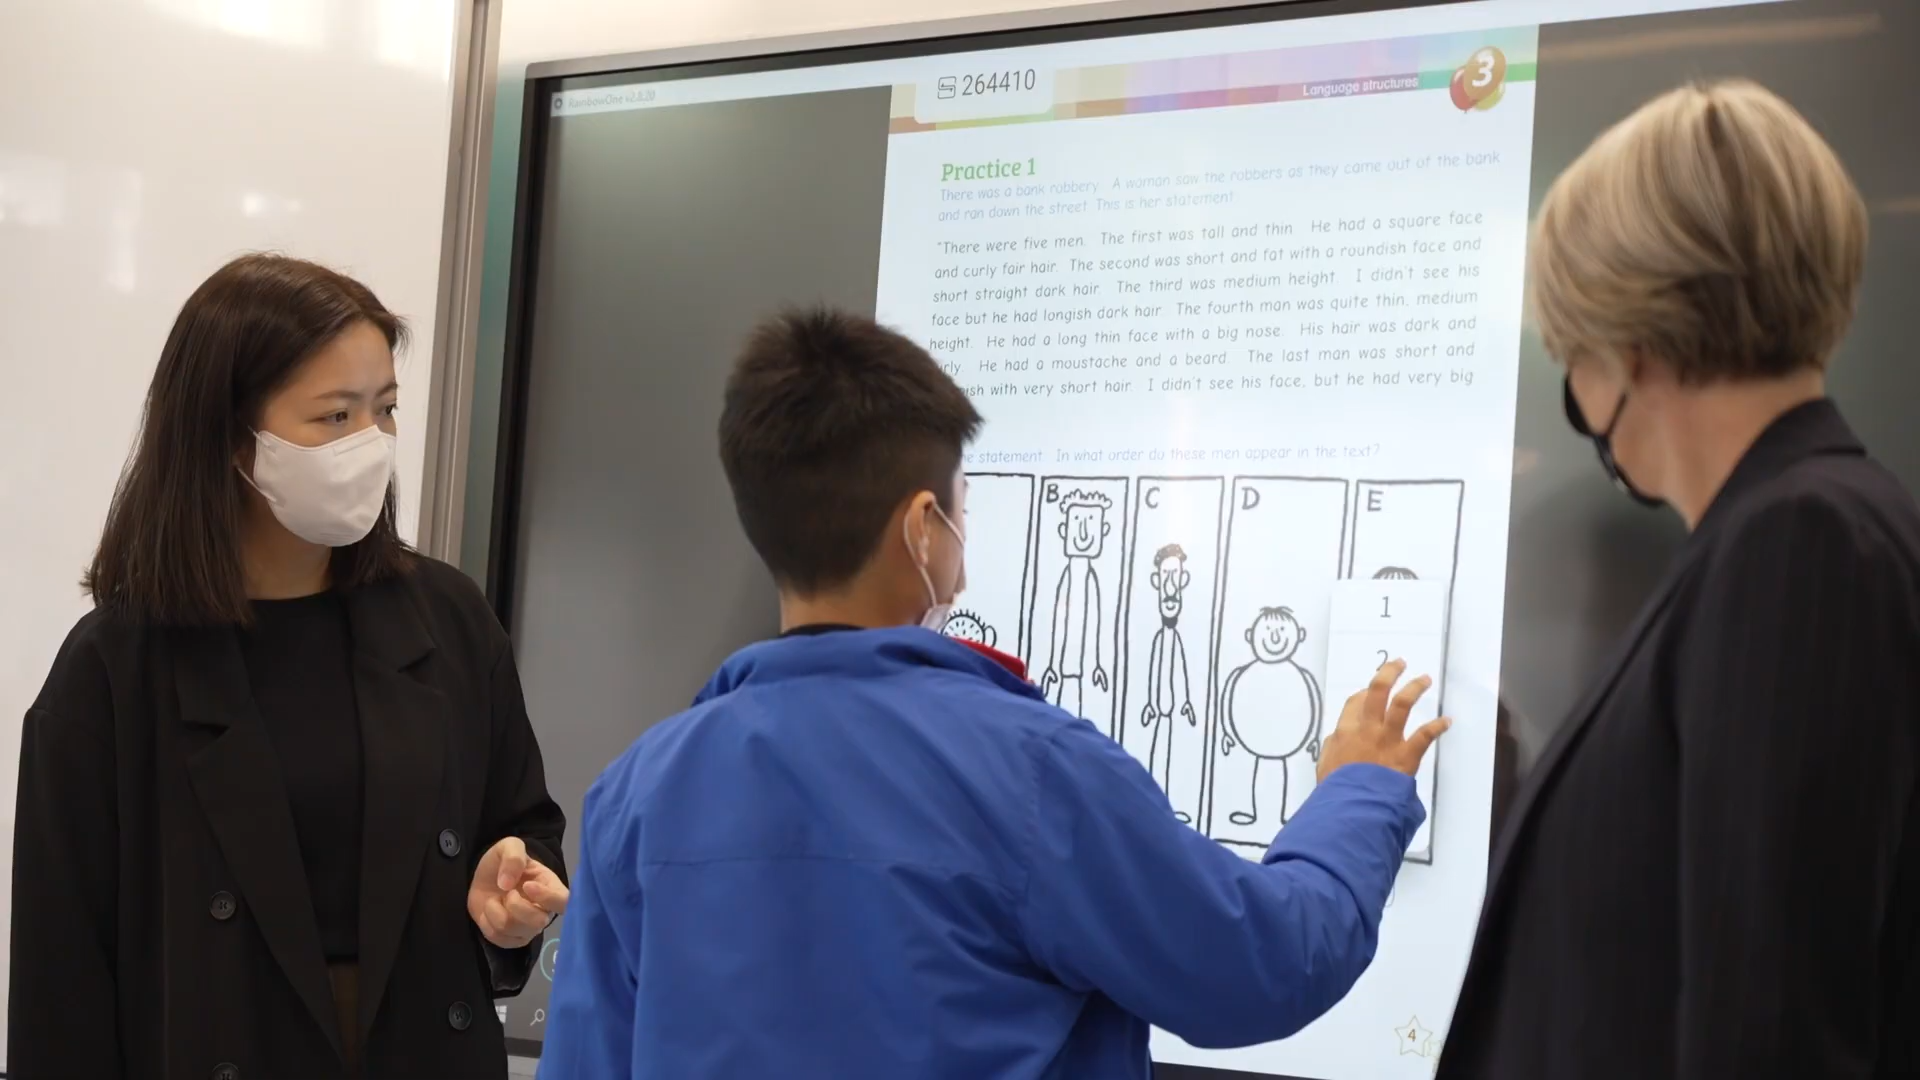 RainbowOne v2.8.20
264410
Language structures
3
Practice 1
There was a bank robbery. A woman saw the robbers as they came out of the bank
and ran down the street. This is her statement
"There were five men. The first was tall and thin. He had a square face
and curly fair hair. The second was short and fat with a roundish face and
short straight dark hair. The third was medium height. I didn't see his
face but he had longish dark hair. The fourth man was quite thin, medium
height. He had a long thin face with a big nose. His hair was dark and
rly. He had a moustache and a beard. The last man was short and
ish with very short hair. I didn't see his face, but he had very big
e statement. In what order do these men appear in the text?
B C D E
1
2
4